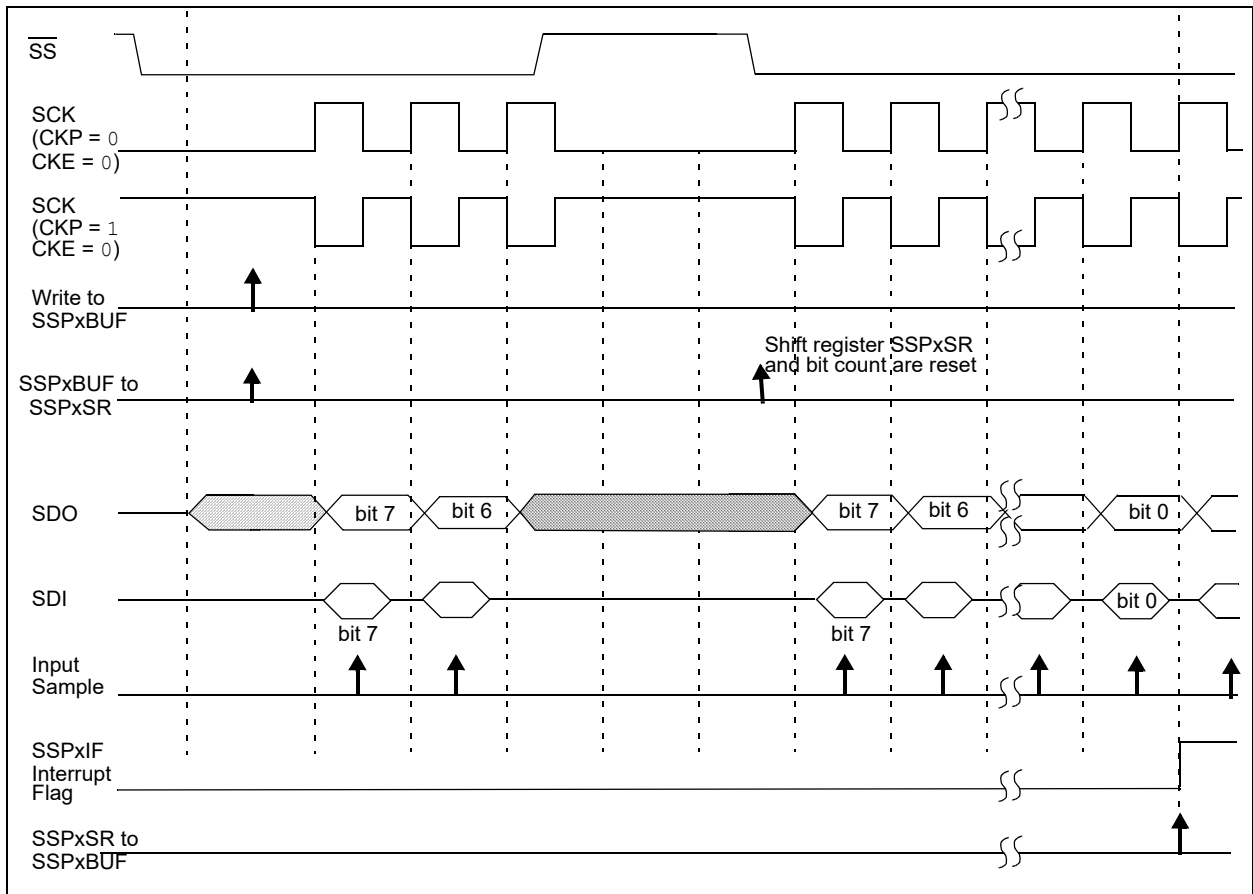 SS
SCK
(CKP = 0
CKE = 0)
SCK
(CKP = 1
CKE = 0)
Write to
SSPxBUF
Shift register SSPxSR
and bit count are reset
SSPxBUF to
SSPxSR
SDO
bit 7
bit 6
bit 7
bit 6
bit 0
SDI
bit 0
bit 7
bit 7
Input
Sample
SSPxIF
Interrupt
Flag
SSPxSR to
SSPxBUF